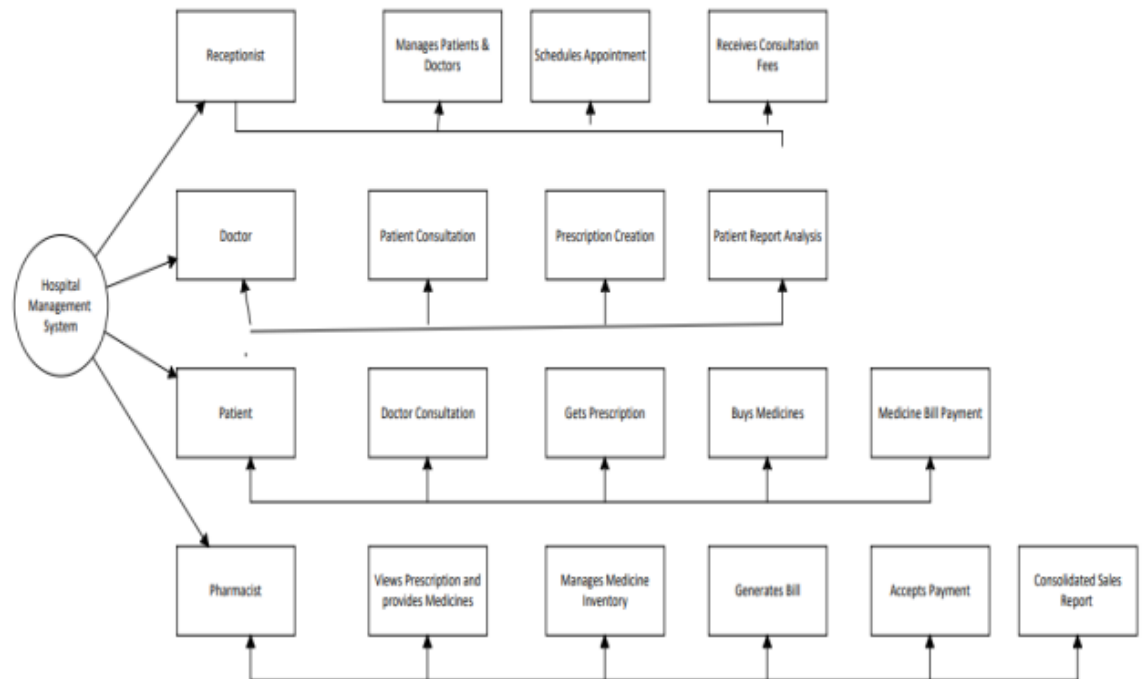 Receptionist
Manages Patients &
Doctors
Schedules Appointment
Receives Consultation
Fees
Doctor
Patient Consultation
Prescription Creation
Patient Report Analysis
Hospital
Management
System
Patient
Doctor Consultation
Gets Prescription
Buys Medicines
Medicine Bill Payment
Pharmacist
Views Prescription and
provides Medicines
Manages Medicine
Inventory
Generates Bill
Accepts Payment
Consolidated Sales
Report